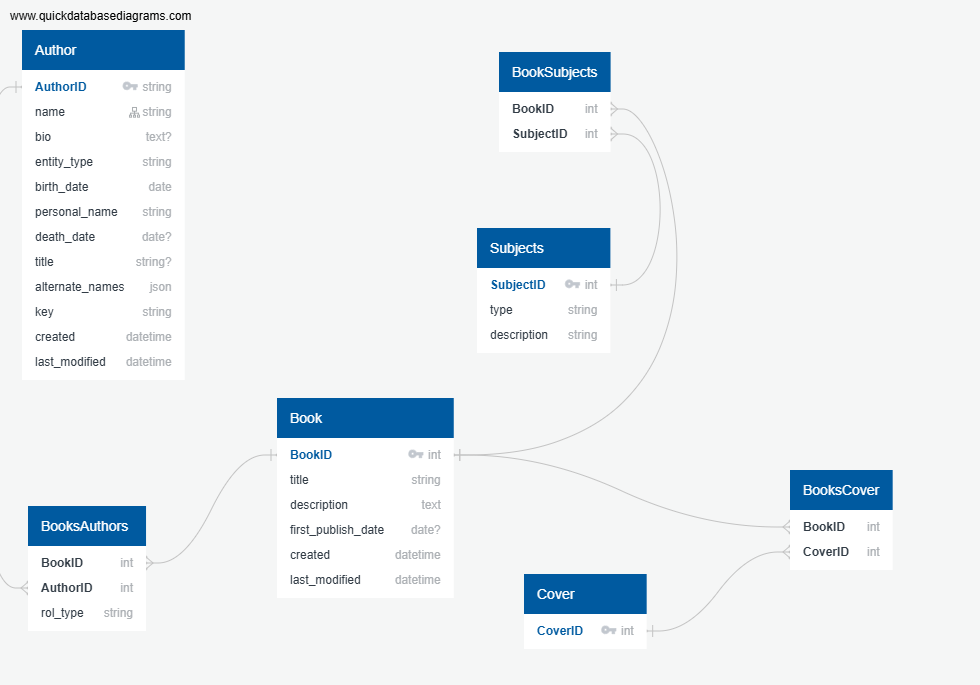 www.quickdatabasediagrams.com
Author
AuthorID string
name string
bio text?
entity_type string
birth_date date
personal_name string
death_date date?
title string?
alternate_names json
key string
created datetime
last_modified datetime
BookSubjects
BookID int
SubjectID int
Subjects
SubjectID int
type string
description string
Book
BookID int
title string
description text
first_publish_date date?
created datetime
last_modified datetime
BooksAuthors
BookID int
AuthorID int
rol_type string
BooksCover
BookID int
CoverID int
Cover
CoverID int